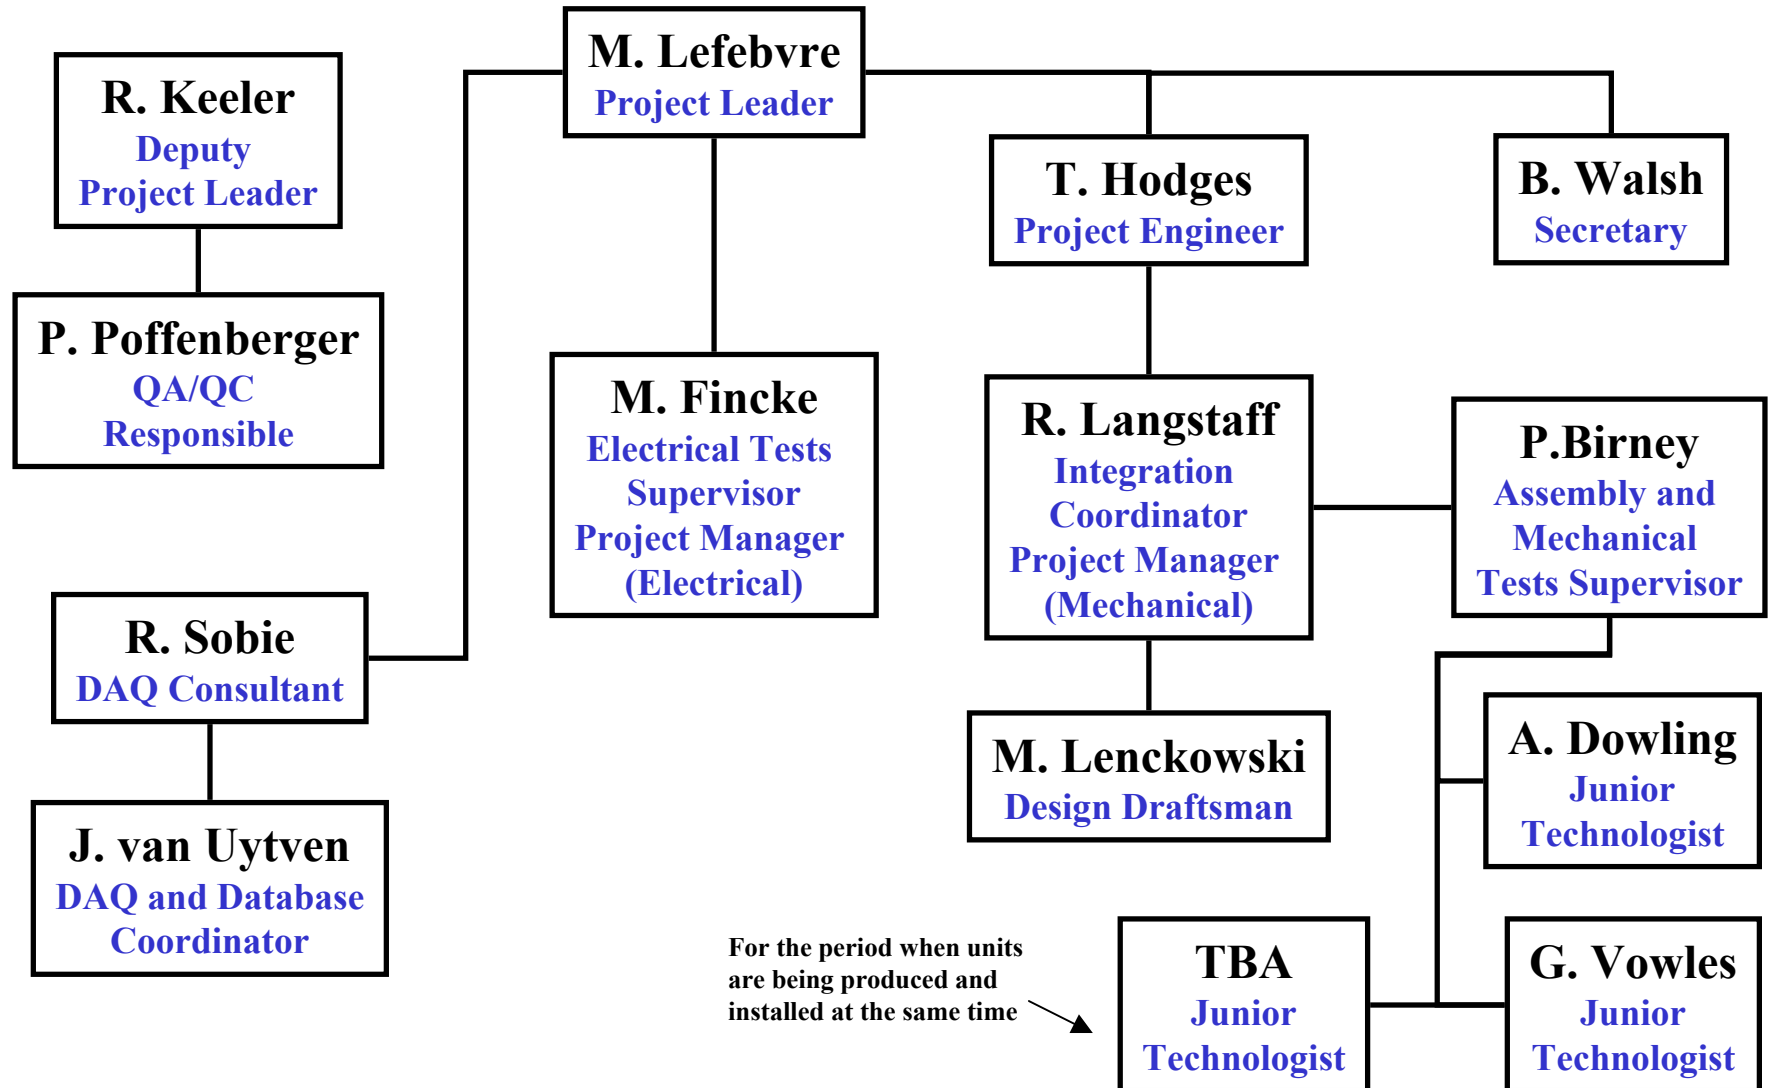 M. Lefebvre
Project Leader
R. Keeler
Deputy
Project Leader
T. Hodges
Project Engineer
B. Walsh
Secretary
P. Poffenberger
QA/QC
Responsible
M. Fincke
Electrical Tests
Supervisor
Project Manager
(Electrical)
R. Langstaff
Integration
Coordinator
Project Manager
(Mechanical)
P.Birney
Assembly and
Mechanical
Tests Supervisor
R. Sobie
DAQ Consultant
M. Lenckowski
Design Draftsman
A. Dowling
Junior
Technologist
J. van Uytven
DAQ and Database
Coordinator
For the period when units
are being produced and
installed at the same time
TBA
Junior
Technologist
G. Vowles
Junior
Technologist